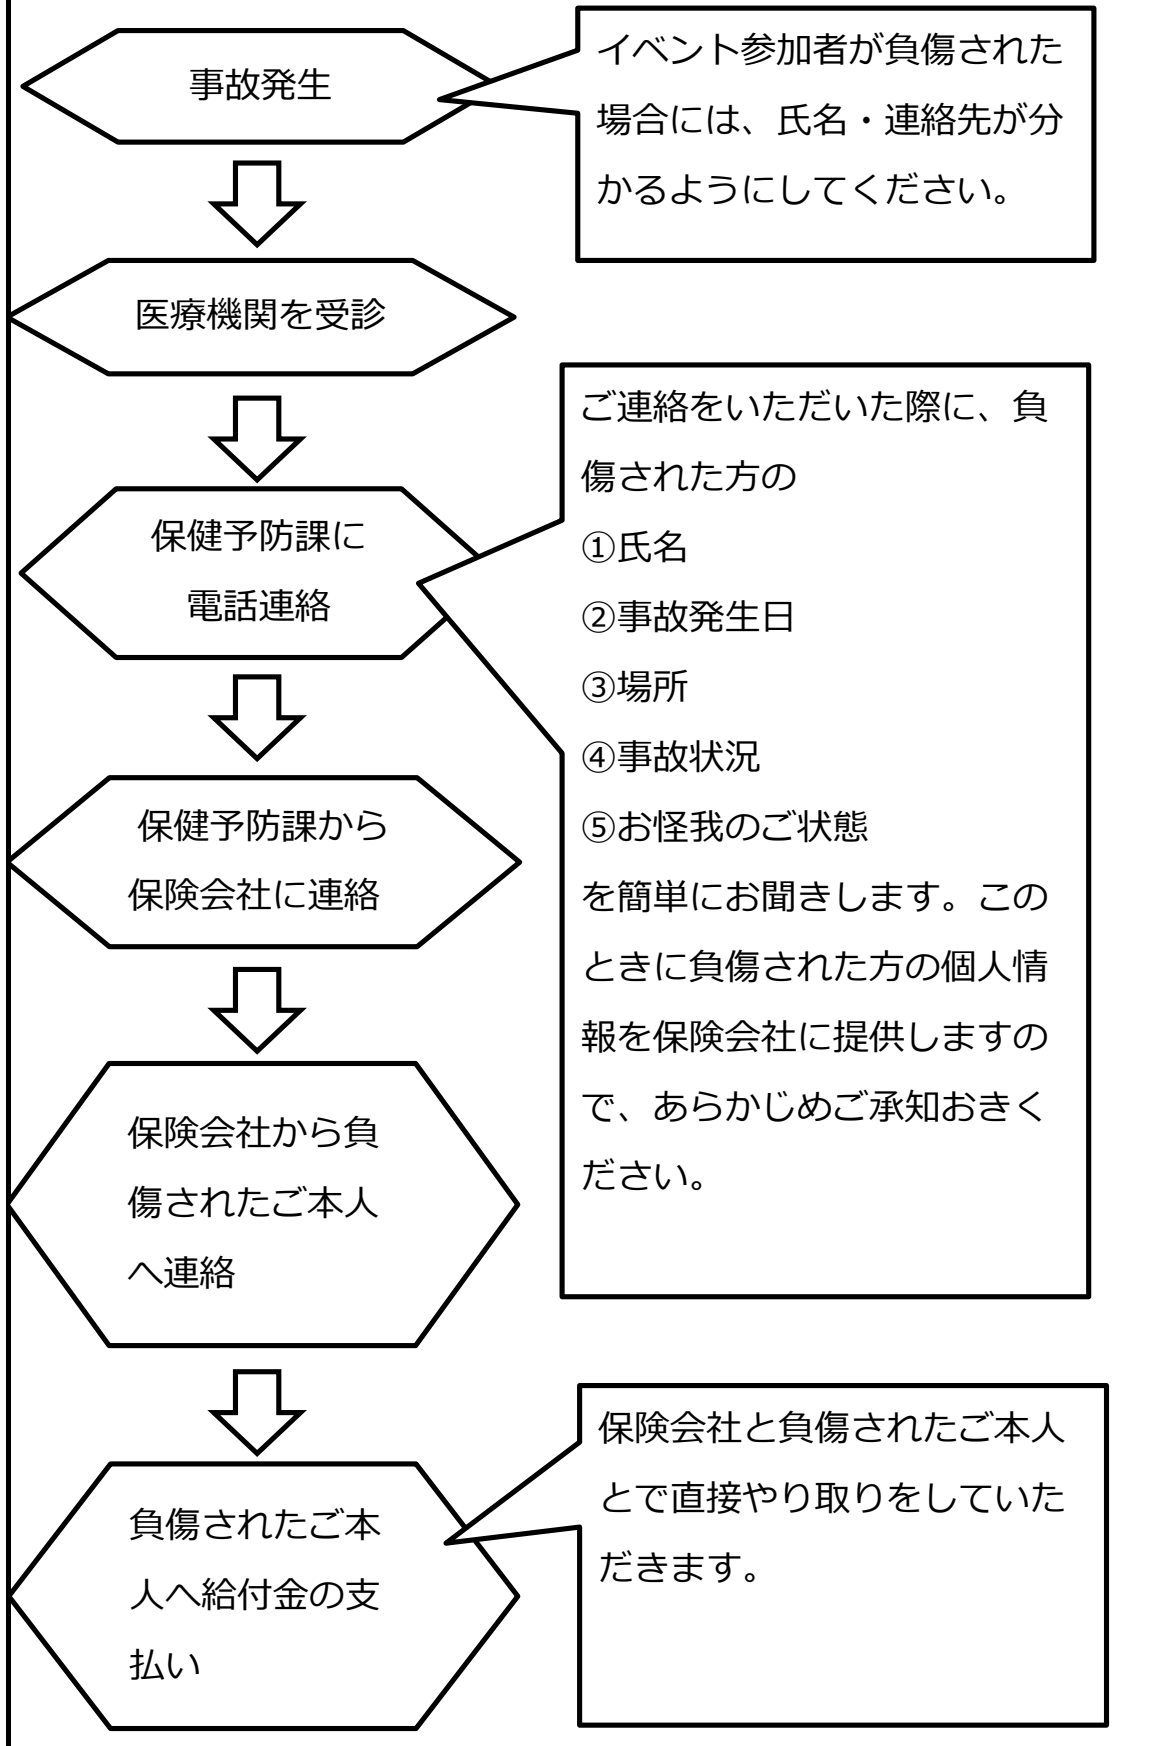 事故発生
イベント参加者が負傷された
場合には、氏名・連絡先が分
かるようにしてください。
医療機関を受診
保健予防課に
電話連絡
ご連絡をいただいた際に、負
傷された方の
①氏名
②事故発生日
③場所
④事故状況
⑤お怪我のご状態
を簡単にお聞きします。この
ときに負傷された方の個人情
報を保険会社に提供しますの
で、あらかじめご承知おきく
ださい。
保健予防課から
保険会社に連絡
保険会社から負
傷されたご本人
へ連絡
負傷されたご本
人へ給付金の支
払い
保険会社と負傷されたご本人
とで直接やり取りをしていた
だきます。